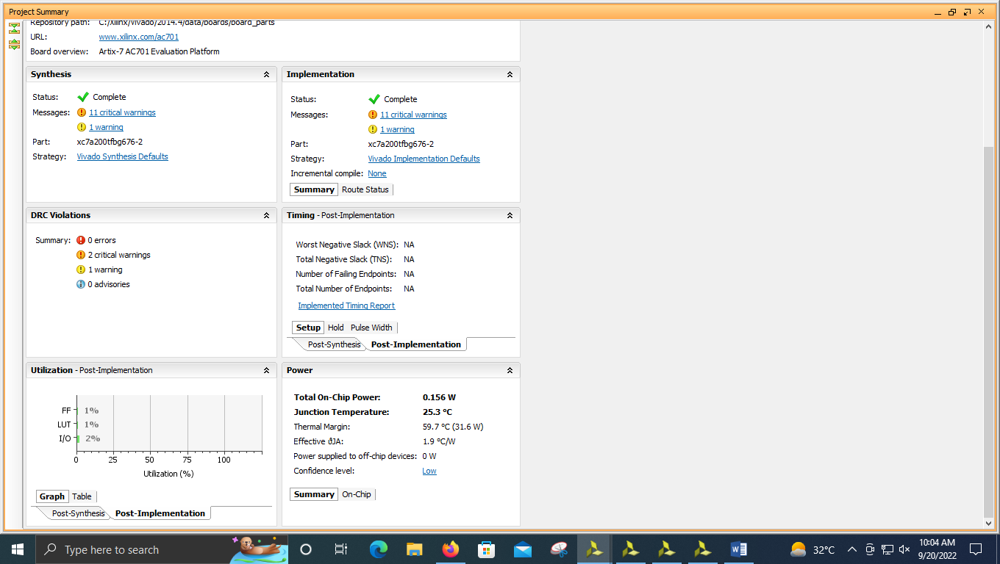 Project Summary
Repository path: C:/Xilinx/Vivado/2014.4/data/boards/board_parts
URL: www.xilinx.com/ac701
Board overview: Artix-7 AC701 Evaluation Platform
Synthesis
Status: Complete
Messages: 11 critical warnings
1 warning
Part: xc7a200tfbg676-2
Strategy: Vivado Synthesis Defaults
Implementation
Status: Complete
Messages: 11 critical warnings
1 warning
Part: xc7a200tfbg676-2
Strategy: Vivado Implementation Defaults
Incremental compile: None
Summary Route Status
DRC Violations
Summary: 0 errors
2 critical warnings
1 warning
0 advisories
Timing - Post-Implementation
Worst Negative Slack (WNS): NA
Total Negative Slack (TNS): NA
Number of Failing Endpoints: NA
Total Number of Endpoints: NA
Implemented Timing Report
Setup Hold Pulse Width
Post-Synthesis Post-Implementation
Utilization - Post-Implementation
FF 1%
LUT 1%
I/O 2%
0 25 50 75 100
Utilization (%)
Graph Table
Post-Synthesis Post-Implementation
Power
Total On-Chip Power: 0.156 W
Junction Temperature: 25.3 °C
Thermal Margin: 59.7 °C (31.6 W)
Effective ϑJA: 1.9 °C/W
Power supplied to off-chip devices: 0 W
Confidence level: Low
Summary On-Chip
Type here to search
32°C
10:04 AM
9/20/2022